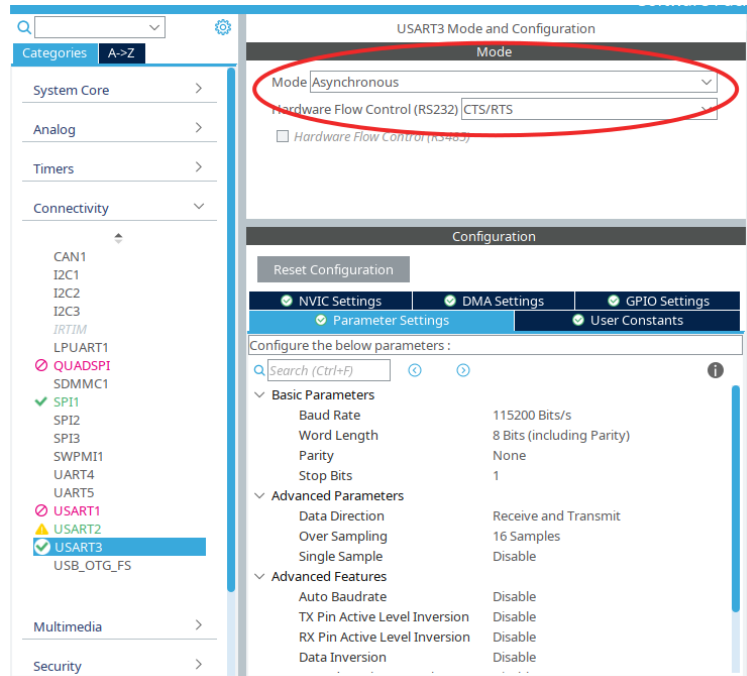 USART3 Mode and Configuration
Categories A->Z
Mode
System Core
Mode Asynchronous
Hardware Flow Control (RS232) CTS/RTS
Analog
Hardware Flow Control (RS485)
Timers
Connectivity
CAN1
I2C1
I2C2
I2C3
IRTIM
LPUART1
QUADSPI
SDMMC1
SPI1
SPI2
SPI3
SWPMI1
UART4
UART5
USART1
USART2
USART3
USB_OTG_FS
Multimedia
Security
Configuration
Reset Configuration
NVIC Settings DMA Settings GPIO Settings
Parameter Settings User Constants
Configure the below parameters :
Search (Ctrl+F)
Basic Parameters
Baud Rate 115200 Bits/s
Word Length 8 Bits (including Parity)
Parity None
Stop Bits 1
Advanced Parameters
Data Direction Receive and Transmit
Over Sampling 16 Samples
Single Sample Disable
Advanced Features
Auto Baudrate Disable
TX Pin Active Level Inversion Disable
RX Pin Active Level Inversion Disable
Data Inversion Disable